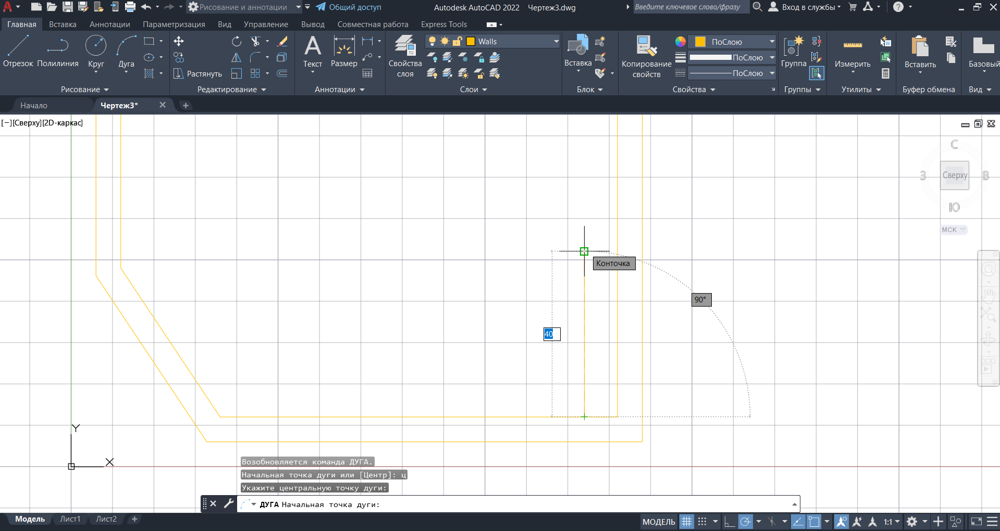 Рисование и аннотации
Общий доступ
Autodesk AutoCAD 2022 Чертеж3.dwg
Введите ключевое слово/фразу
Вход в службы
Главная Вставка Аннотации Параметризация Вид Управление Вывод Совместная работа Express Tools
Отрезок Полилиния Круг Дуга
Рисование
Растянуть
Редактирование
Текст Размер
Аннотации
Свойства слоя
Walls
Слои
Вставка
Блок
Копирование свойств
ПоСлою
ПоСлою
ПоСлою
Свойства
Группа
Группы
Измерить
Утилиты
Вставить
Буфер обмена
Базовый
Вид
Начало Чертеж3*
[−][Сверху][2D-каркас]
С
З Сверху В
Ю
МСК
Конточка
90°
40
Y
X
Возобновляется команда ДУГА.
Начальная точка дуги или [Центр]: ц
Укажите центральную точку дуги:
ДУГА Начальная точка дуги:
Модель Лист1 Лист2
МОДЕЛЬ
1:1